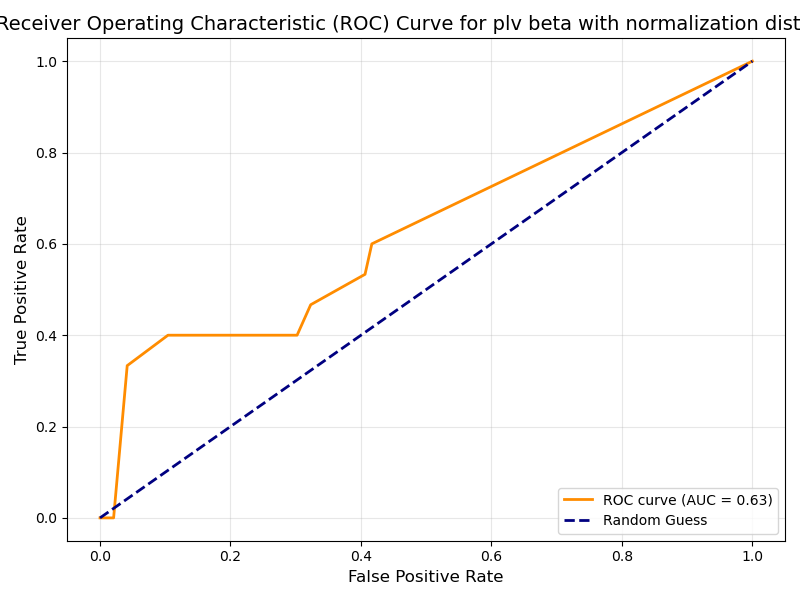 Receiver Operating Characteristic (ROC) Curve for plv beta with normalization dist
1.0
0.8
0.6
0.4
0.2
0.0
True Positive Rate
0.0 0.2 0.4 0.6 0.8 1.0
False Positive Rate
ROC curve (AUC = 0.63)
Random Guess